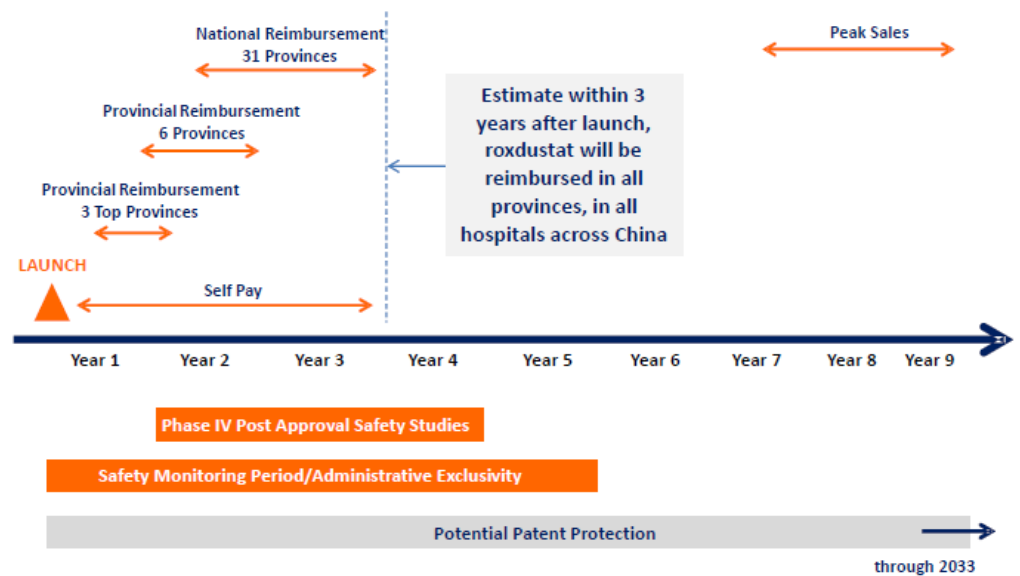 National Reimbursement
31 Provinces
Peak Sales
Provincial Reimbursement
6 Provinces
Estimate within 3
years after launch,
roxdustat will be
reimbursed in all
provinces, in all
hospitals across China
Provincial Reimbursement
3 Top Provinces
LAUNCH
Self Pay
Year 1
Year 2
Year 3
Year 4
Year 5
Year 6
Year 7
Year 8
Year 9
Phase IV Post Approval Safety Studies
Safety Monitoring Period/Administrative Exclusivity
Potential Patent Protection
through 2033